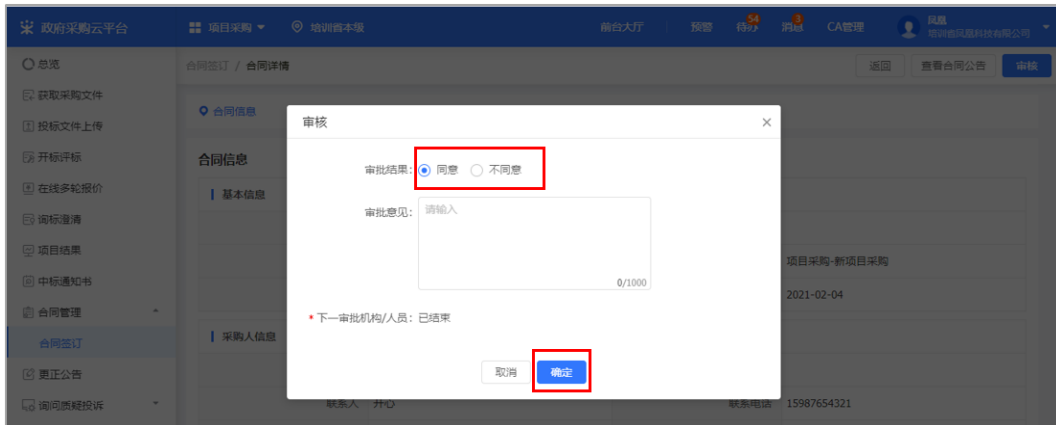 政府采购云平台 项目采购 培训省本级 前台大厅 预警 待办 54 消息 3 CA管理 凤凰
培训省凤凰科技有限公司
总览
合同签订 / 合同详情 返回 查看合同公告 审核
获取采购文件
合同信息
投标文件上传
审核
开标评标
合同信息
审批结果: 同意 不同意
在线多轮报价
基本信息
审批意见: 请输入
询标澄清
项目结果
项目采购-新项目采购
中标通知书
0/1000
2021-02-04
合同管理
* 下一审批机构/人员: 已结束
合同签订
采购人信息
更正公告
取消 确定
询问质疑投诉
联系人 开心 联系电话 15987654321